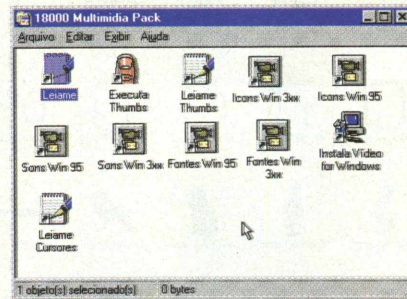 18000 Multimidia Pack
Arquivo Editar Exibir Ajuda
Leiame
Executa
Thumbs
Leiame
Thumbs
Icons Win 3xx
Icons Win 95
Sons Win 95
Sons Win 3xx
Fontes Win 95
Fontes Win
3xx
Instala Video
for Windows
Leiame
Cursores
1 objeto(s) selecionado(s) 0 bytes